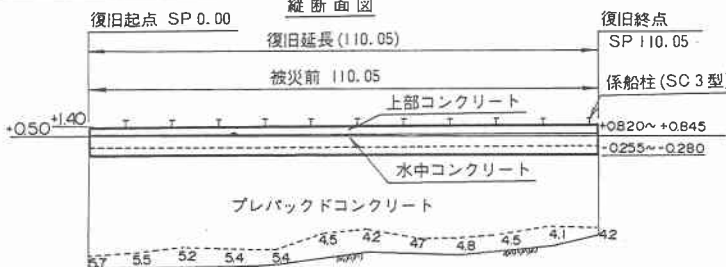 縦断面図
復旧起点 SP 0.00
復旧終点
SP 110.05
復旧延長(110.05)
被災前 110.05
係船柱(SC 3型)
上部コンクリート
+0.50
+1.40
+0.820~+0.845
-0.255~-0.280
水中コンクリート
プレパックドコンクリート
5.7 5.5 5.2 5.4 5.4 4.5 4.2 4.7 4.8 4.5 4.1 4.2